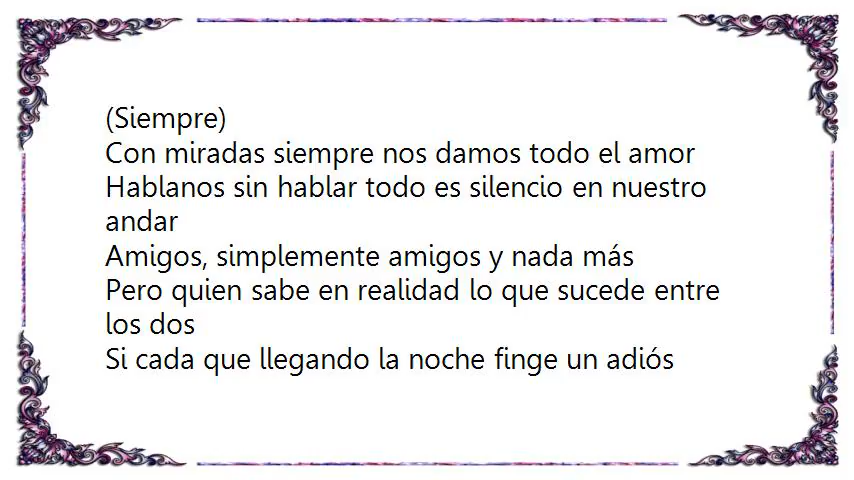 (Siempre)
Con miradas siempre nos damos todo el amor
Hablanos sin hablar todo es silencio en nuestro
andar
Amigos, simplemente amigos y nada más
Pero quien sabe en realidad lo que sucede entre
los dos
Si cada que llegando la noche finge un adiós